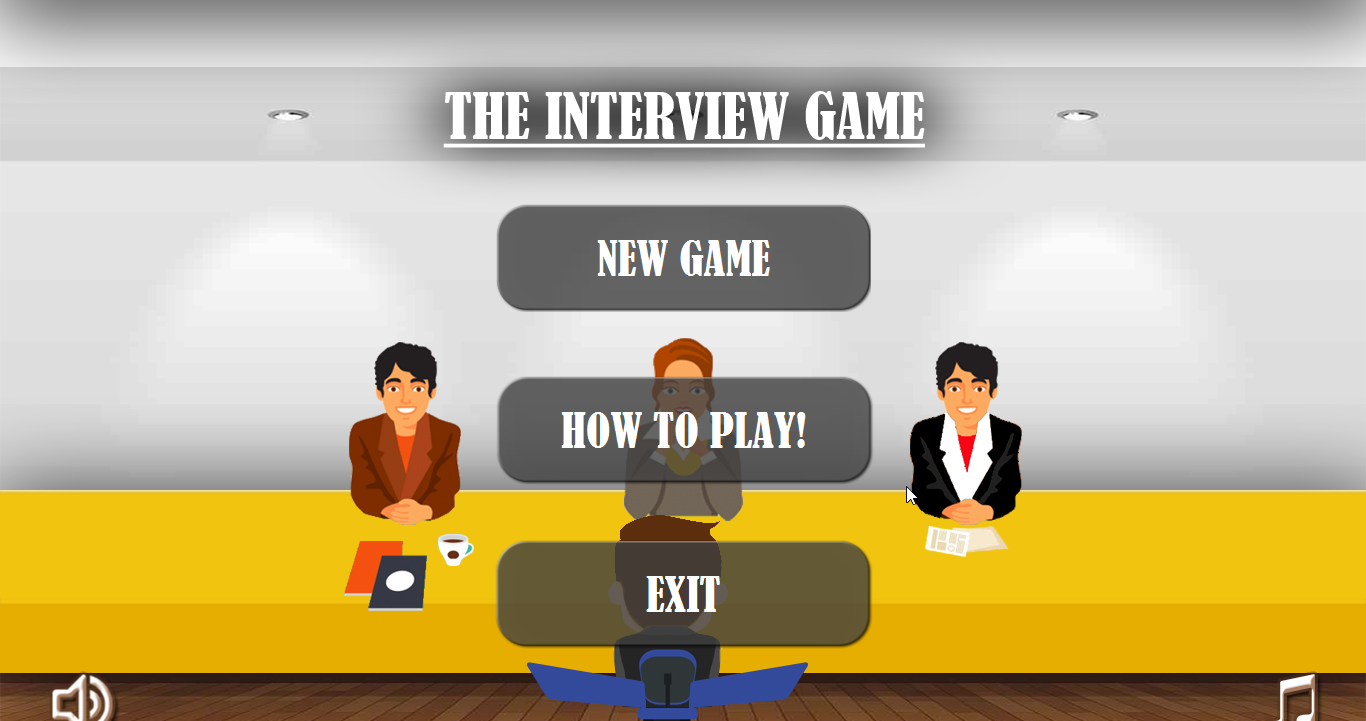 THE INTERVIEW GAME
NEW GAME
HOW TO PLAY!
EXIT